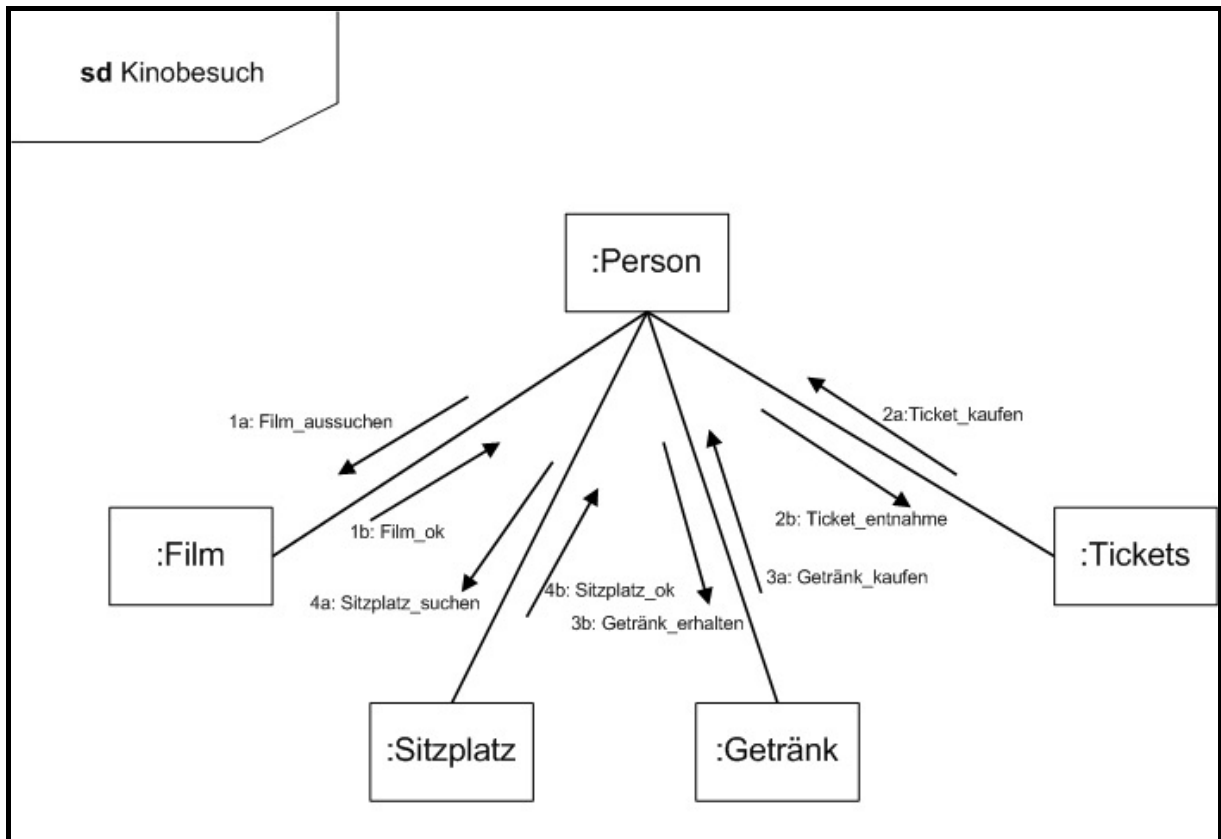 sd Kinobesuch
:Person
1a: Film_aussuchen
2a:Ticket_kaufen
1b: Film_ok
2b: Ticket_entnahme
:Film
:Tickets
4a: Sitzplatz_suchen
4b: Sitzplatz_ok
3a: Getränk_kaufen
3b: Getränk_erhalten
:Sitzplatz
:Getränk